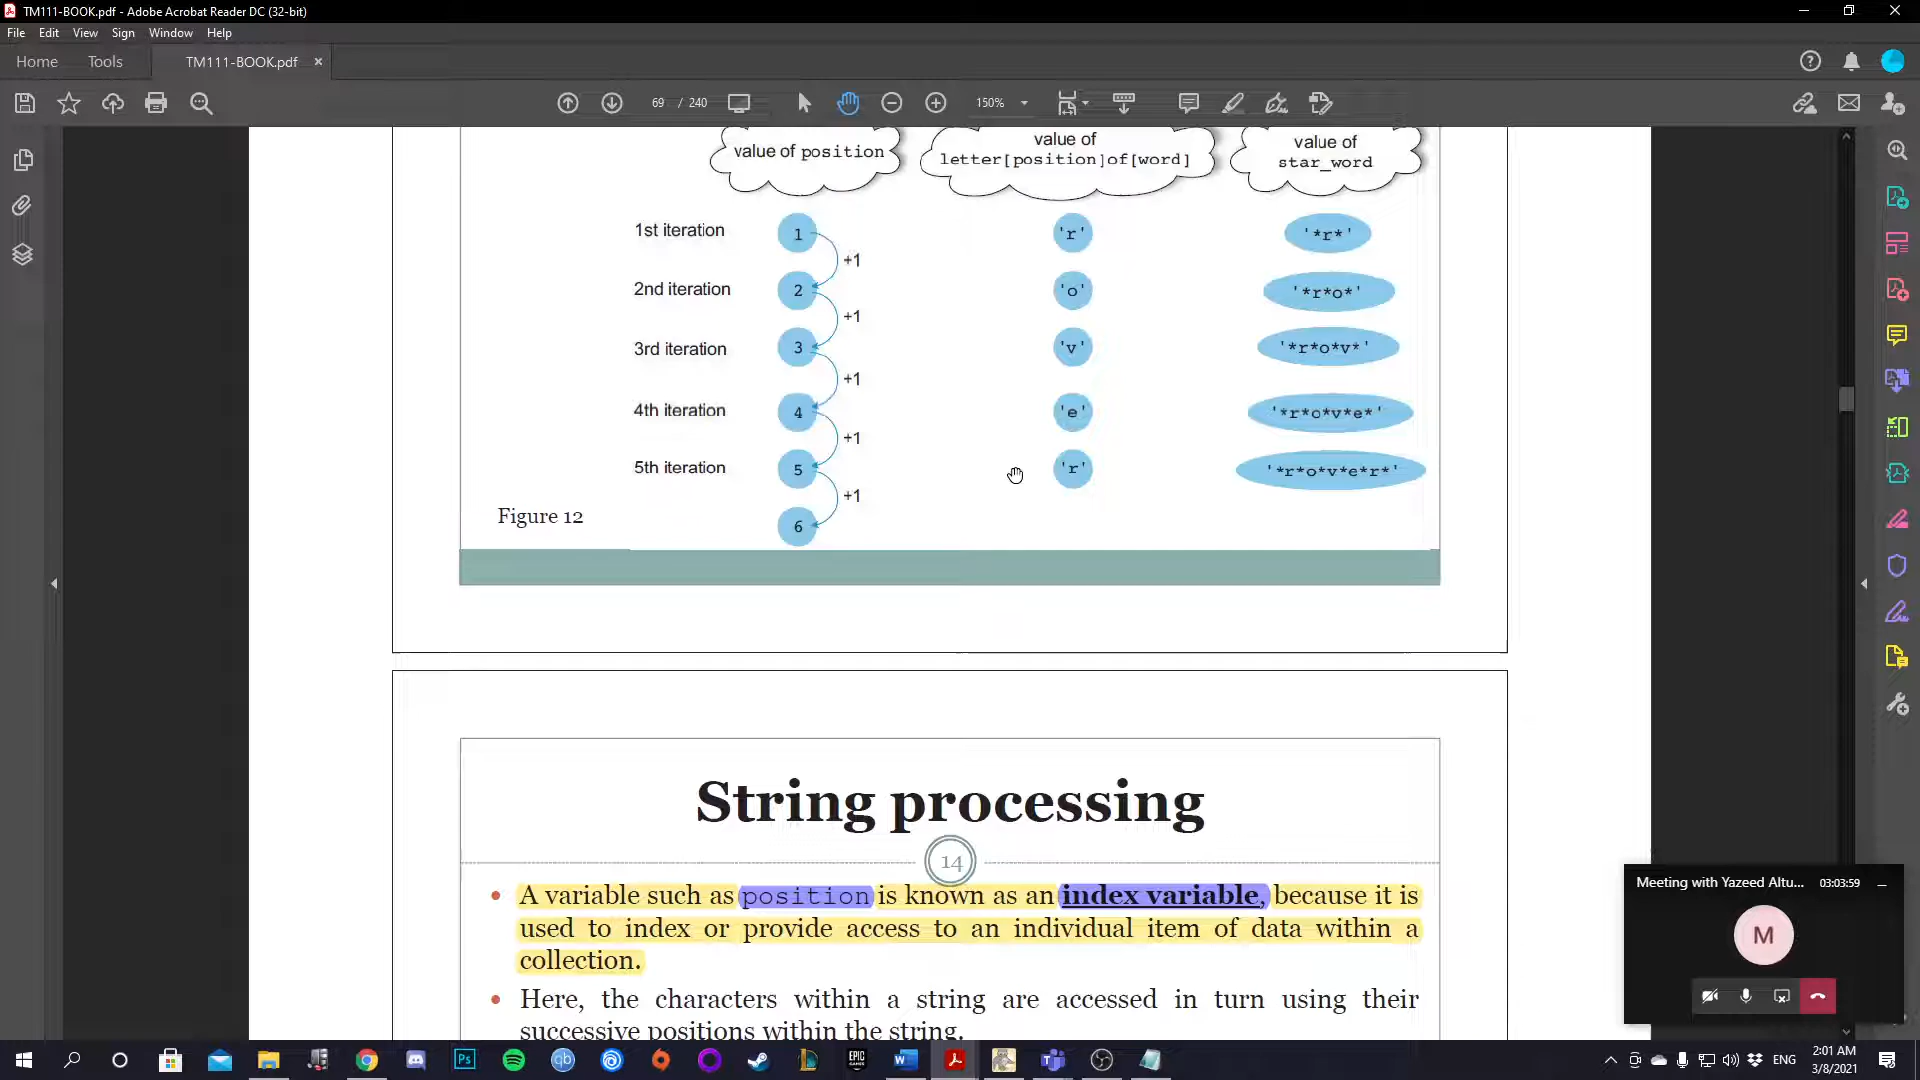 TM111-BOOK.pdf - Adobe Acrobat Reader DC (32-bit)
File Edit View Sign Window Help
Home Tools TM111-BOOK.pdf ×
69 / 240 150%
value of position
value of
letter[position]of[word]
value of
star_word
1st iteration 1 'r' '*r*'
+1
2nd iteration 2 'o' '*r*o*'
+1
3rd iteration 3 'v' '*r*o*v*'
+1
4th iteration 4 'e' '*r*o*v*e*'
+1
5th iteration 5 'r' '*r*o*v*e*r*'
+1
Figure 12 6
String processing
14
• A variable such as position is known as an index variable, because it is
used to index or provide access to an individual item of data within a
collection.
• Here, the characters within a string are accessed in turn using their
successive positions within the string.
Meeting with Yazeed Altu... 03:03:59
M
Ps
qb
EPIC
GAMES
ENG
2:01 AM
3/8/2021